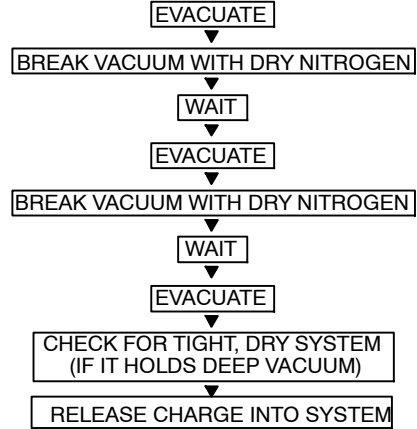 EVACUATE
BREAK VACUUM WITH DRY NITROGEN
WAIT
EVACUATE
BREAK VACUUM WITH DRY NITROGEN
WAIT
EVACUATE
CHECK FOR TIGHT, DRY SYSTEM
(IF IT HOLDS DEEP VACUUM)
RELEASE CHARGE INTO SYSTEM